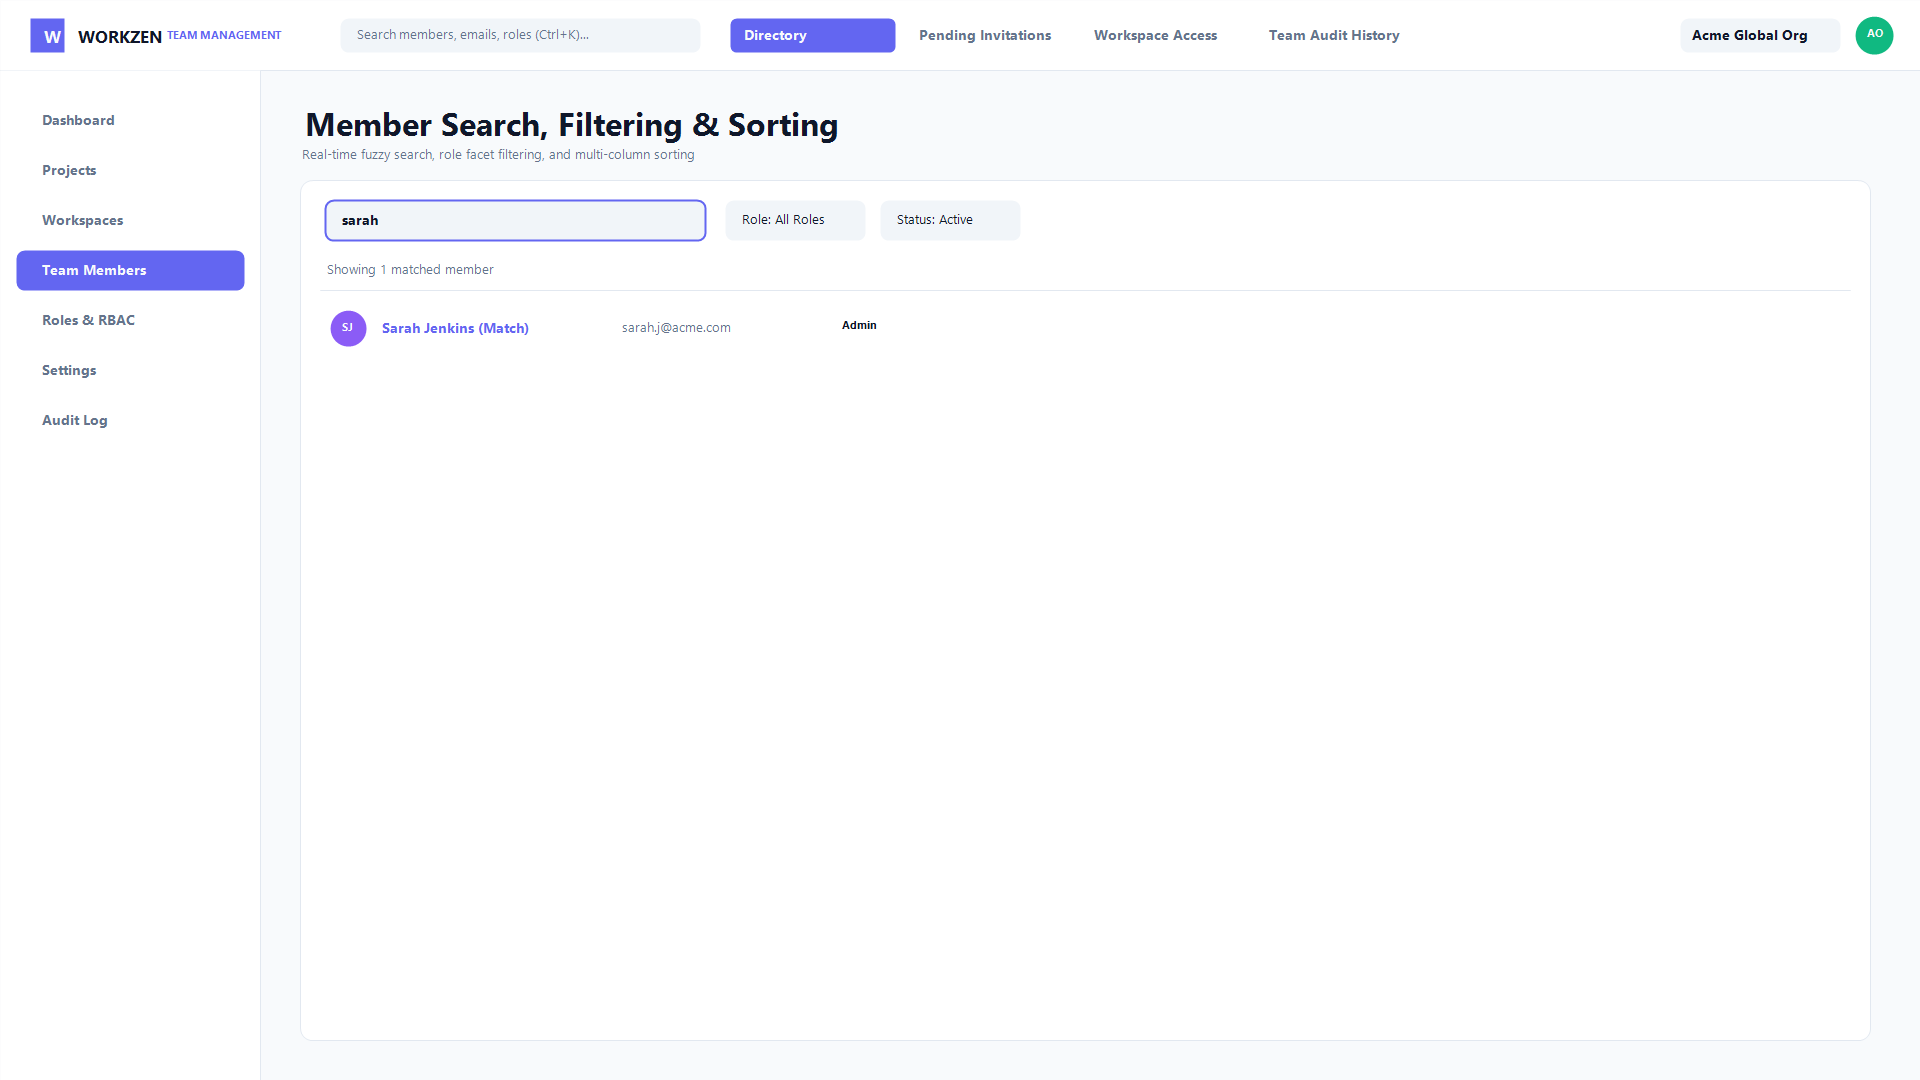 W WORKZEN TEAM MANAGEMENT
Search members, emails, roles (Ctrl+K)...
Directory
Pending Invitations
Workspace Access
Team Audit History
Acme Global Org
AO
Dashboard
Projects
Workspaces
Team Members
Roles & RBAC
Settings
Audit Log
Member Search, Filtering & Sorting
Real-time fuzzy search, role facet filtering, and multi-column sorting
sarah
Role: All Roles
Status: Active
Showing 1 matched member
SJ
Sarah Jenkins (Match)
sarah.j@acme.com
Admin